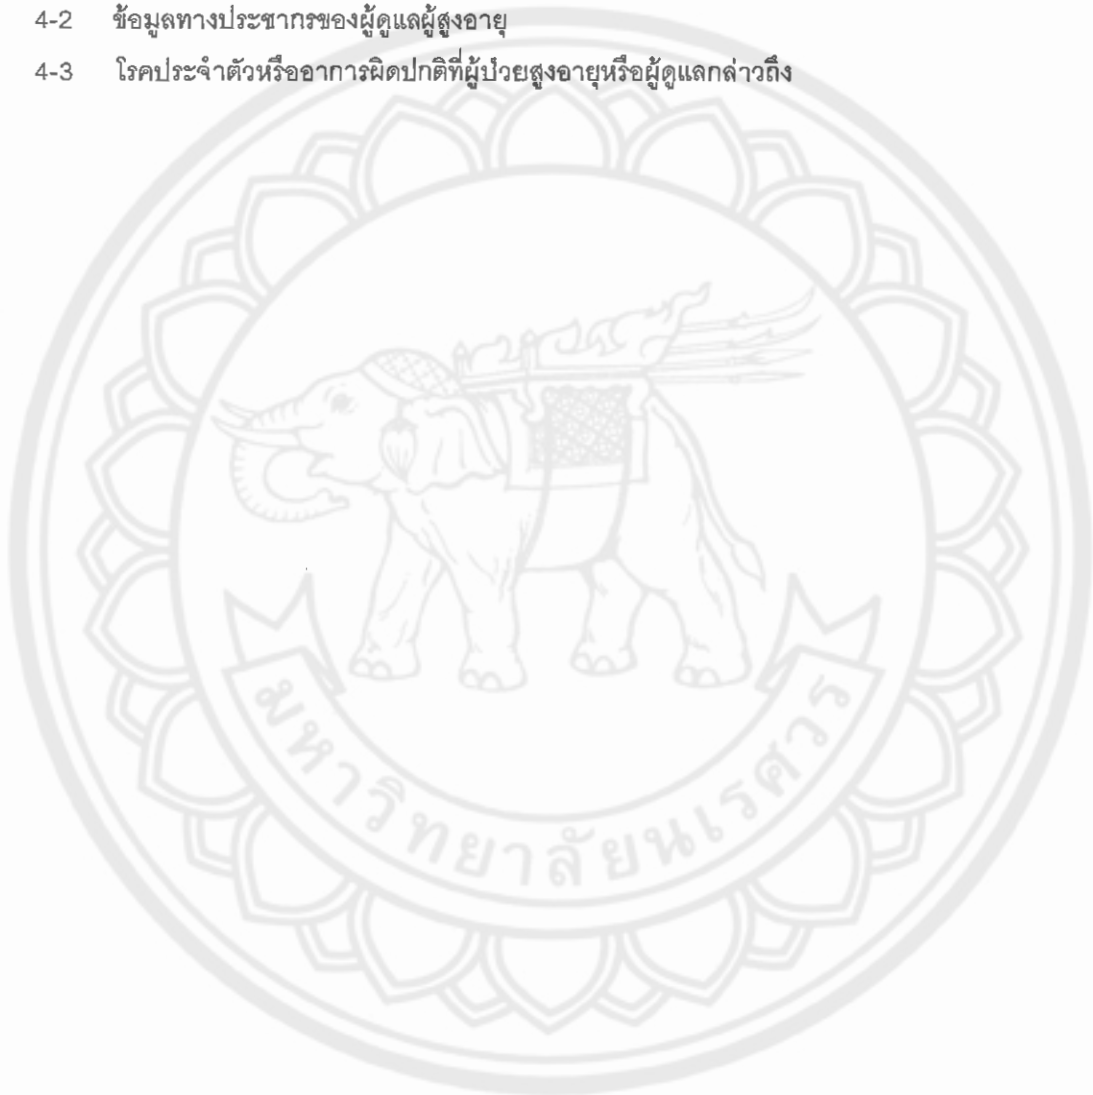 4-2 ข้อมูลทางประชากรของผู้ดูแลผู้สูงอายุ
4-3 โรคประจำตัวหรืออาการผิดปกติที่ผู้ป่วยสูงอายุหรือผู้ดูแลกล่าวถึง
มหาวิทยาลัยนเรศวร